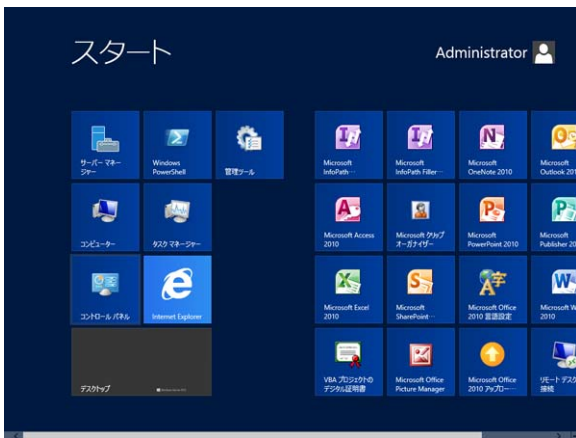 スタート
Administrator
サーバー マネー
ジャー
Windows
PowerShell
管理ツール
コンピューター
タスク マネージャー
コントロール パネル
Internet Explorer
デスクトップ
Microsoft
InfoPath…
Microsoft
InfoPath Filler…
Microsoft
OneNote 2010
Microsoft
Outlook 201
Microsoft Access
2010
Microsoft クリップ
オーガナイザー
Microsoft
PowerPoint 2010
Microsoft
Publisher 20
Microsoft Excel
2010
Microsoft
SharePoint…
Microsoft Office
2010 言語設定
Microsoft W
2010
VBA プロジェクトの
デジタル証明書
Microsoft Office
Picture Manager
Microsoft Office
2010 アップロー…
リモート デスク
接続